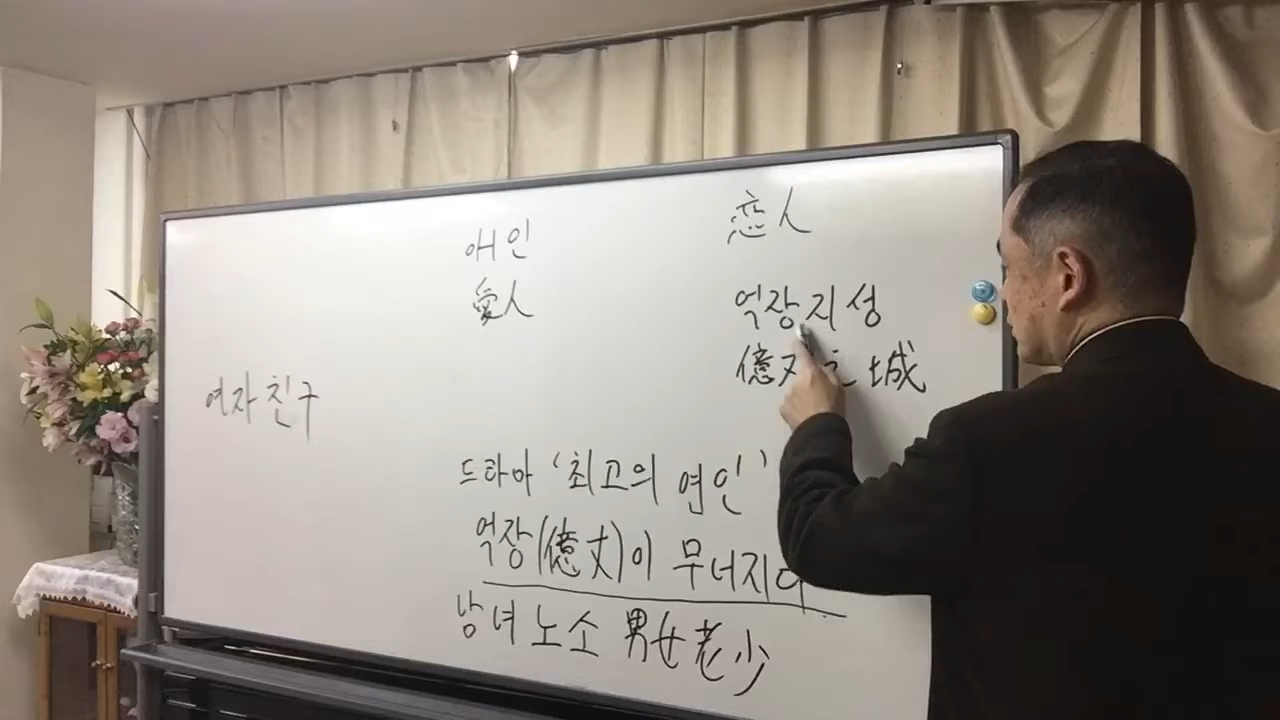 恋人
애인
愛人
억장지성
億丈之城
여자친구
드라마 '최고의 연인'
억장(億丈)이 무너지다
남녀노소 男女老少